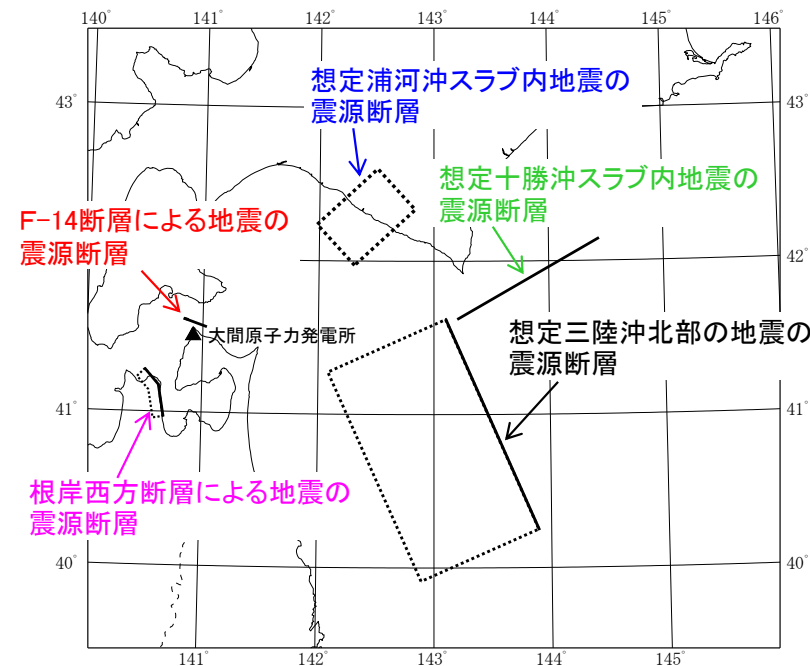 140°
141°
142°
143°
144°
145°
146°
想定浦河沖スラブ内地震の
震源断層
43°
43°
想定十勝沖スラブ内地震の
震源断層
F-14断層による地震の
震源断層
42°
42°
大間原子力発電所
想定三陸沖北部の地震の
震源断層
41°
41°
根岸西方断層による地震の
震源断層
40°
40°
141°
142°
143°
144°
145°